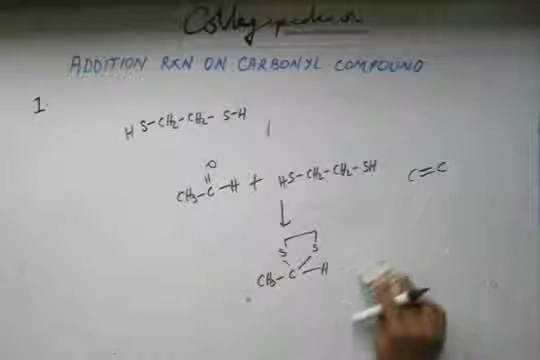 ADDITION RXN ON CARBONYL COMPOUND
1.
H S-CH2-CH2-S-H
O
||
CH3-C-H + HS-CH2-CH2-SH C=C
↓
S S
CH3-C-H